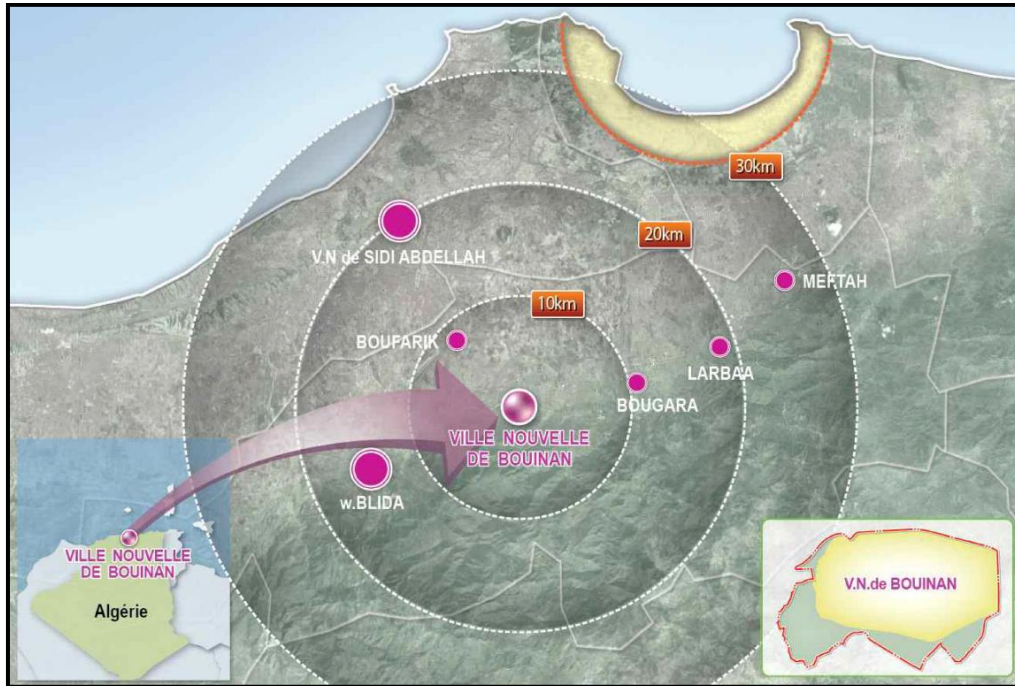 30km
20km
V.N de SIDI ABDELLAH
MEFTAH
10km
BOUFARIK
LARBAA
BOUGARA
VILLE NOUVELLE
DE BOUINAN
w.BLIDA
VILLE NOUVELLE
DE BOUINAN
Algérie
V.N.de BOUINAN